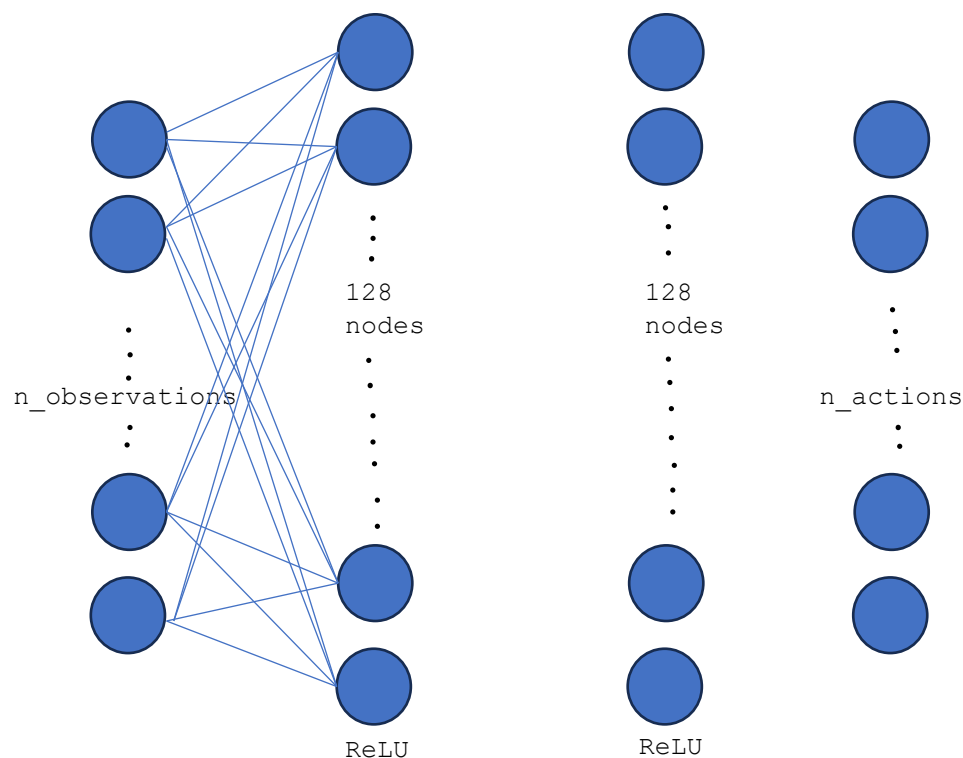 128
nodes
128
nodes
n_observations
n_actions
ReLU
ReLU